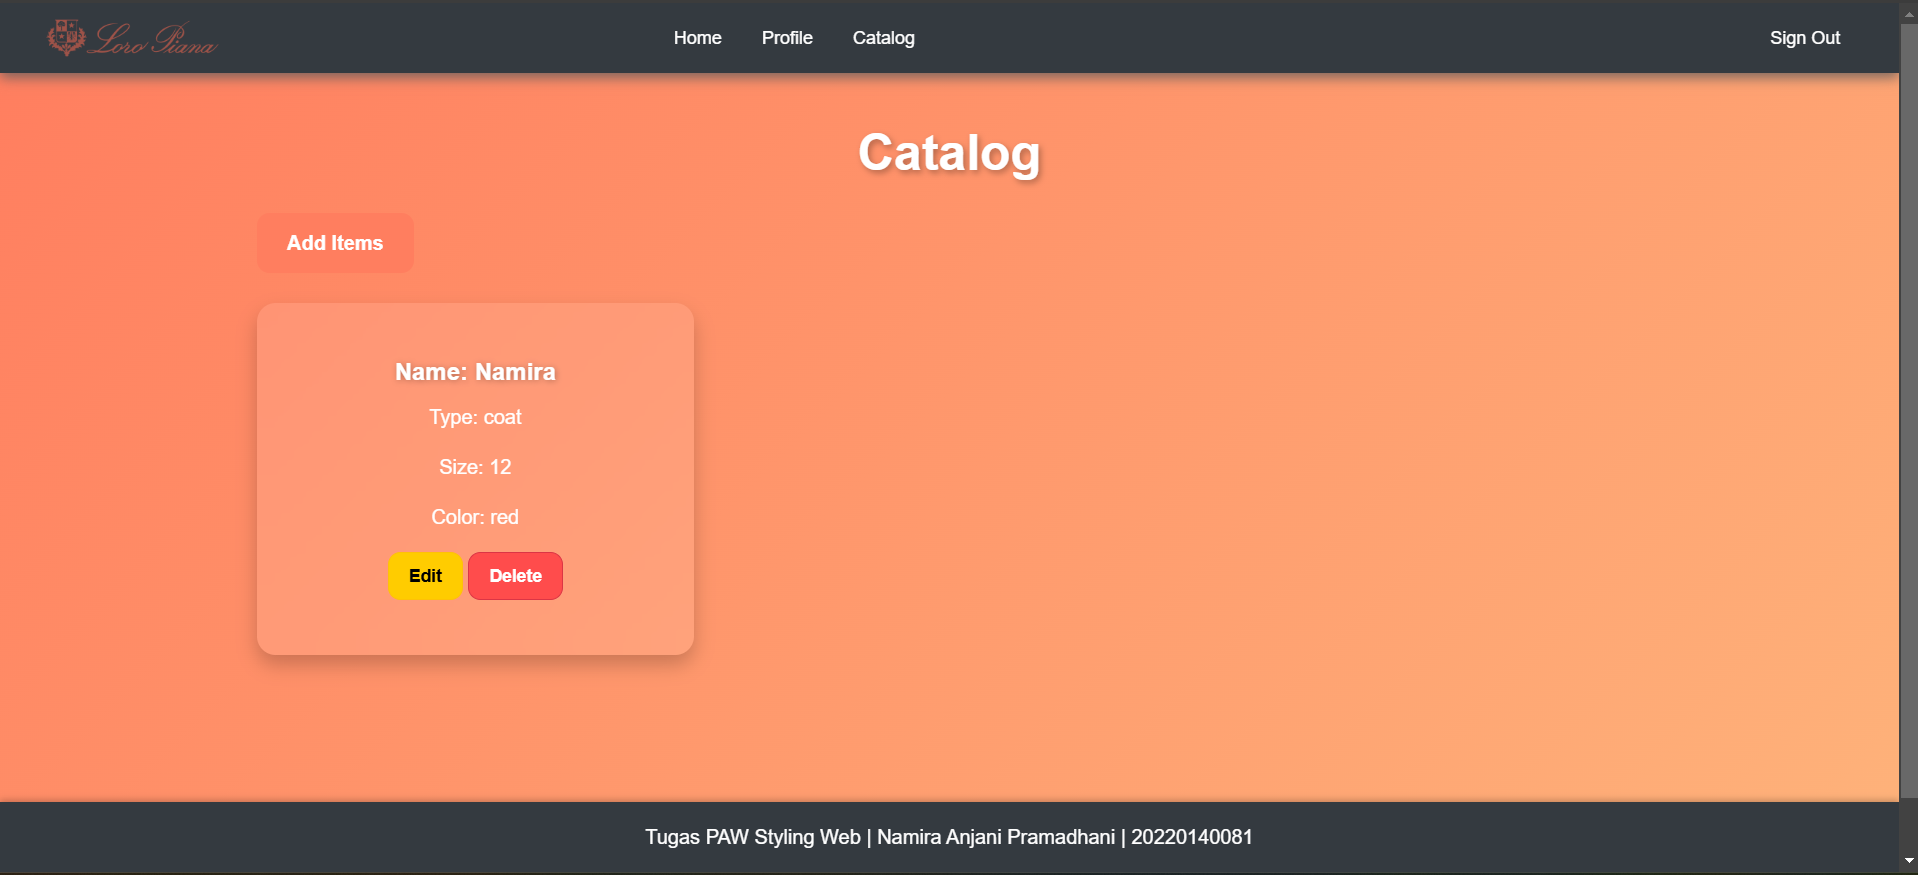 Loro Piana
Home
Profile
Catalog
Sign Out
Catalog
Add Items
Name: Namira
Type: coat
Size: 12
Color: red
Edit
Delete
Tugas PAW Styling Web | Namira Anjani Pramadhani | 20220140081